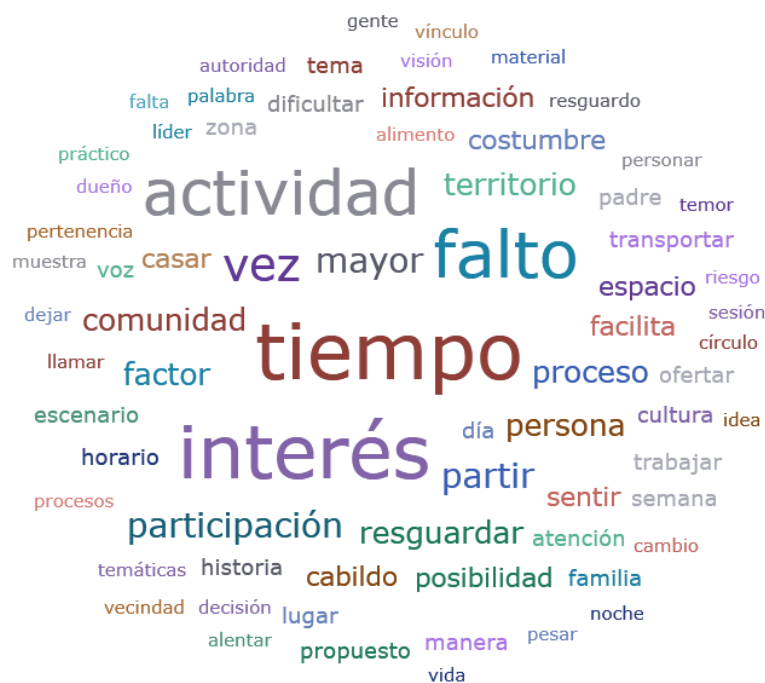 gente
vínculo
autoridad tema visión material
falta palabra dificultar información resguardo
líder zona alimento costumbre
práctico personar
dueño actividad territorio padre temor
pertenencia transportar
muestra voz casar vez mayor falto espacio riesgo
dejar comunidad tiempo facilita sesión
llamar factor proceso ofertar círculo
escenario interés día persona cultura idea
horario partir trabajar
procesos sentir semana
participación resguardar atención cambio
temáticas historia cabildo posibilidad familia
vecindad decisión lugar noche
alentar propuesto manera pesar
vida